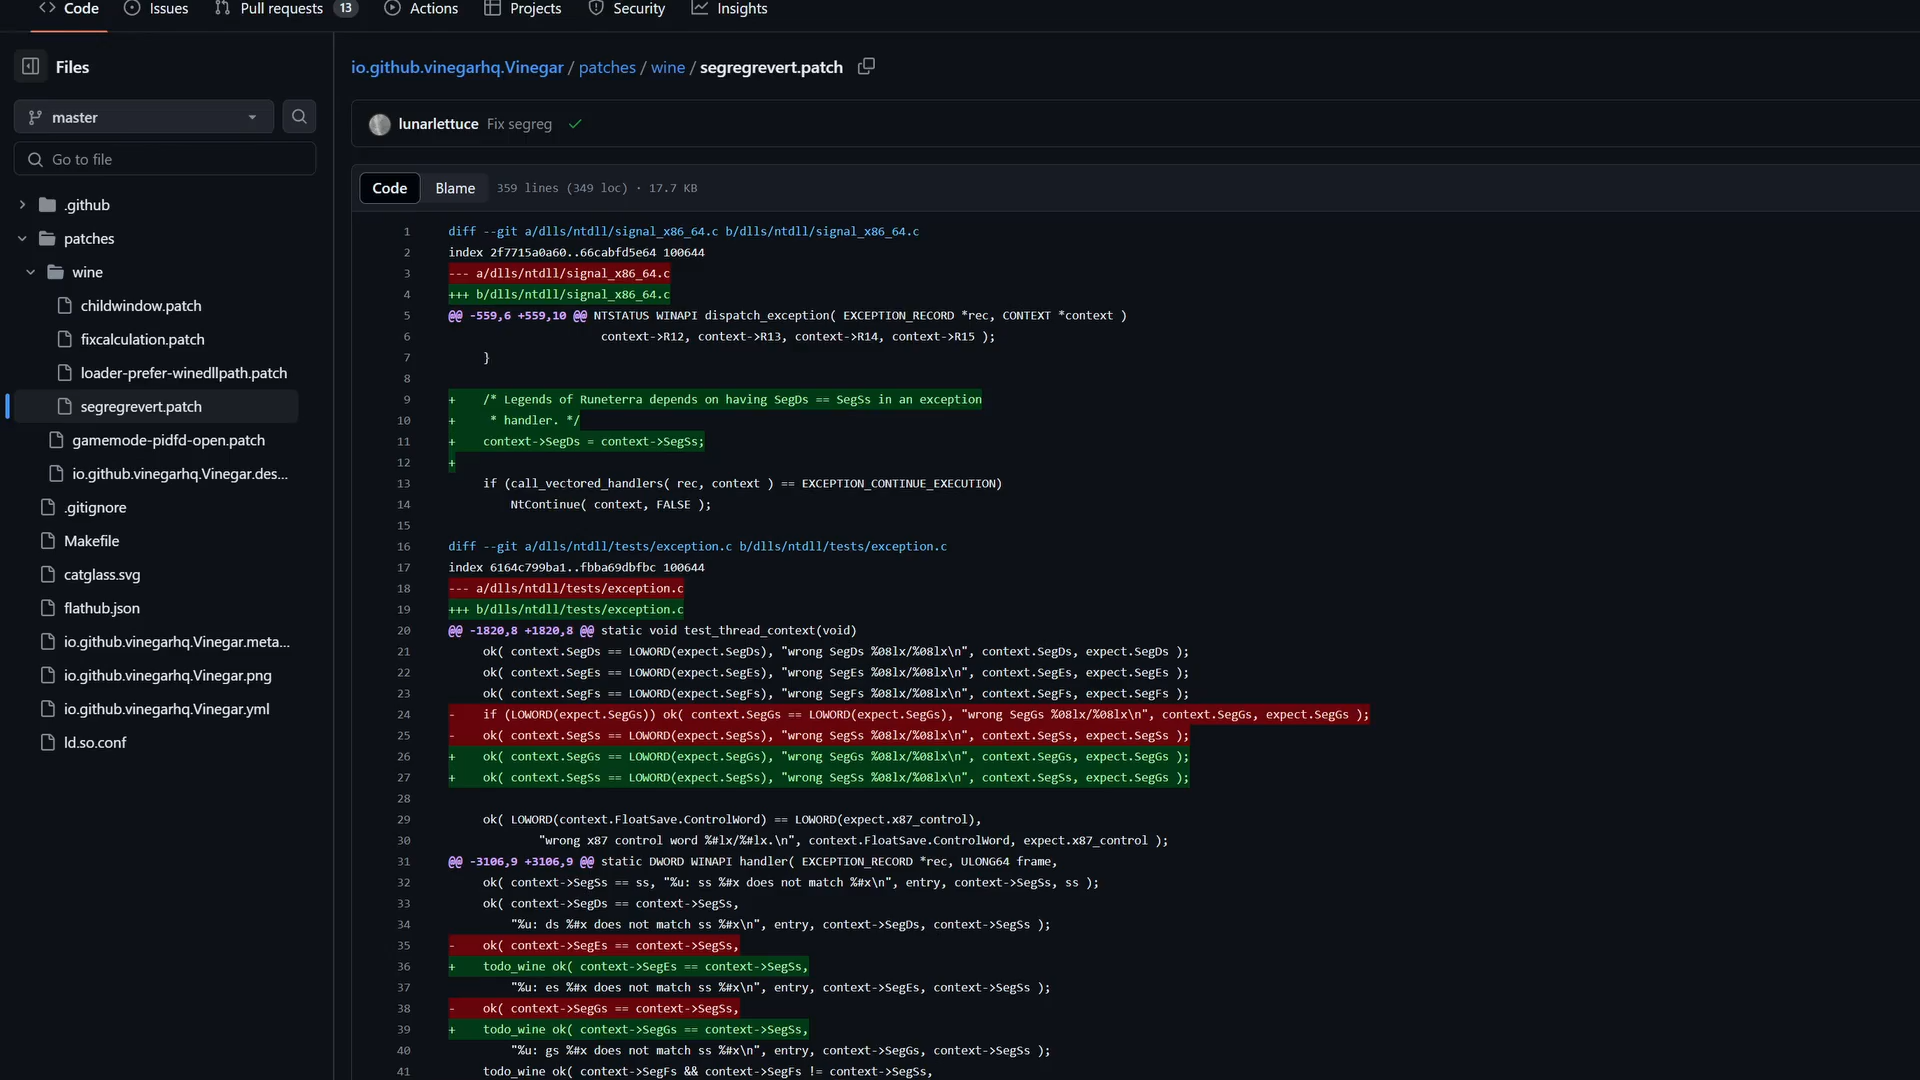 Code Issues Pull requests 13 Actions Projects Security Insights
Files
master
Go to file
.github
patches
wine
childwindow.patch
fixcalculation.patch
loader-prefer-winedllpath.patch
segregrevert.patch
gamemode-pidfd-open.patch
io.github.vinegarhq.Vinegar.des...
.gitignore
Makefile
catglass.svg
flathub.json
io.github.vinegarhq.Vinegar.meta...
io.github.vinegarhq.Vinegar.png
io.github.vinegarhq.Vinegar.yml
ld.so.conf
io.github.vinegarhq.Vinegar / patches / wine / segregrevert.patch
lunarlettuce Fix segreg
Code Blame 359 lines (349 loc) · 17.7 KB
1 diff --git a/dlls/ntdll/signal_x86_64.c b/dlls/ntdll/signal_x86_64.c
2 index 2f7715a0a60..66cabfd5e64 100644
3 --- a/dlls/ntdll/signal_x86_64.c
4 +++ b/dlls/ntdll/signal_x86_64.c
5 @@ -559,6 +559,10 @@ NTSTATUS WINAPI dispatch_exception( EXCEPTION_RECORD *rec, CONTEXT *context )
6 context->R12, context->R13, context->R14, context->R15 );
7 }
8
9 + /* Legends of Runeterra depends on having SegDs == SegSs in an exception
10 + * handler. */
11 + context->SegDs = context->SegSs;
12 +
13 if (call_vectored_handlers( rec, context ) == EXCEPTION_CONTINUE_EXECUTION)
14 NtContinue( context, FALSE );
15
16 diff --git a/dlls/ntdll/tests/exception.c b/dlls/ntdll/tests/exception.c
17 index 6164c799ba1..fbba69dbfbc 100644
18 --- a/dlls/ntdll/tests/exception.c
19 +++ b/dlls/ntdll/tests/exception.c
20 @@ -1820,8 +1820,8 @@ static void test_thread_context(void)
21 ok( context.SegDs == LOWORD(expect.SegDs), "wrong SegDs %08lx/%08lx\n", context.SegDs, expect.SegDs );
22 ok( context.SegEs == LOWORD(expect.SegEs), "wrong SegEs %08lx/%08lx\n", context.SegEs, expect.SegEs );
23 ok( context.SegFs == LOWORD(expect.SegFs), "wrong SegFs %08lx/%08lx\n", context.SegFs, expect.SegFs );
24 - if (LOWORD(expect.SegGs)) ok( context.SegGs == LOWORD(expect.SegGs), "wrong SegGs %08lx/%08lx\n", context.SegGs, expect.SegGs );
25 - ok( context.SegSs == LOWORD(expect.SegSs), "wrong SegSs %08lx/%08lx\n", context.SegSs, expect.SegSs );
26 + ok( context.SegGs == LOWORD(expect.SegGs), "wrong SegGs %08lx/%08lx\n", context.SegGs, expect.SegGs );
27 + ok( context.SegSs == LOWORD(expect.SegSs), "wrong SegSs %08lx/%08lx\n", context.SegSs, expect.SegGs );
28
29 ok( LOWORD(context.FloatSave.ControlWord) == LOWORD(expect.x87_control),
30 "wrong x87 control word %#lx/%#lx.\n", context.FloatSave.ControlWord, expect.x87_control );
31 @@ -3106,9 +3106,9 @@ static DWORD WINAPI handler( EXCEPTION_RECORD *rec, ULONG64 frame,
32 ok( context->SegSs == ss, "%u: ss %#x does not match %#x\n", entry, context->SegSs, ss );
33 ok( context->SegDs == context->SegSs,
34 "%u: ds %#x does not match ss %#x\n", entry, context->SegDs, context->SegSs );
35 - ok( context->SegEs == context->SegSs,
36 + todo_wine ok( context->SegEs == context->SegSs,
37 "%u: es %#x does not match ss %#x\n", entry, context->SegEs, context->SegSs );
38 - ok( context->SegGs == context->SegSs,
39 + todo_wine ok( context->SegGs == context->SegSs,
40 "%u: gs %#x does not match ss %#x\n", entry, context->SegGs, context->SegSs );
41 todo_wine ok( context->SegFs && context->SegFs != context->SegSs,